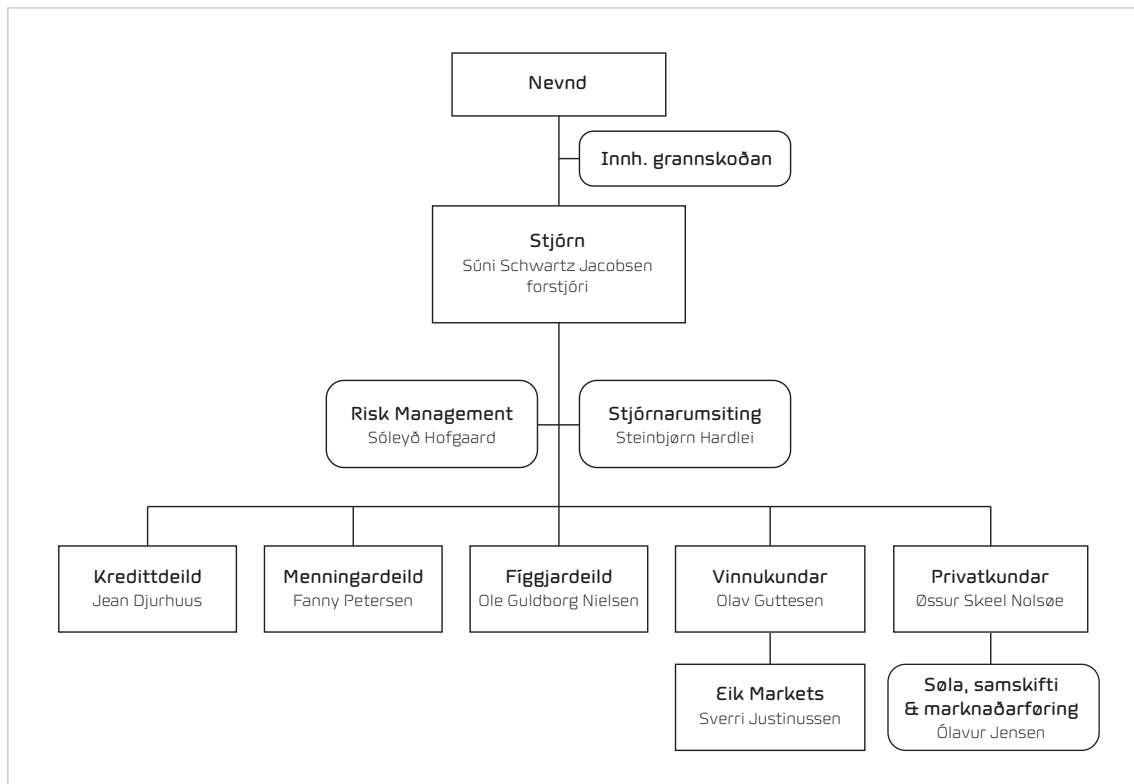 Nevnd
Innh. grannskoðan
Stjórn
Súni Schwartz Jacobsen
forstjóri
Risk Management
Sóleyð Hofgaard
Stjórnarumsiting
Steinbjørn Hardlei
Kredittdeild
Jean Djurhuus
Menningardeild
Fanny Petersen
Fíggjardeild
Ole Guldborg Nielsen
Vinnukundar
Olav Guttesen
Privatkundar
Øssur Skeel Nolsøe
Eik Markets
Sverri Justinussen
Søla, samskifti
& marknaðarføring
Ólavur Jensen